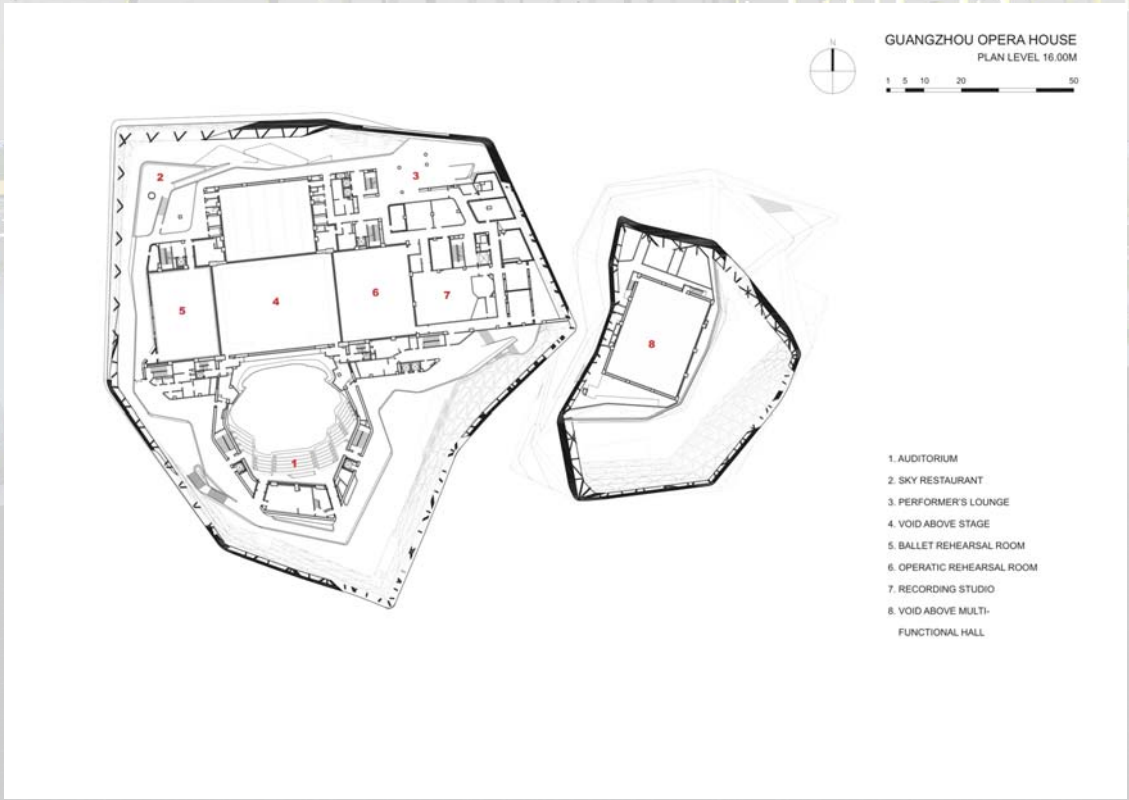 GUANGZHOU OPERA HOUSE
PLAN LEVEL 16.00M
N
1 5 10 20 50
2
3
5
4
6
7
8
1
1. AUDITORIUM
2. SKY RESTAURANT
3. PERFORMER'S LOUNGE
4. VOID ABOVE STAGE
5. BALLET REHEARSAL ROOM
6. OPERATIC REHEARSAL ROOM
7. RECORDING STUDIO
8. VOID ABOVE MULTI-
FUNCTIONAL HALL